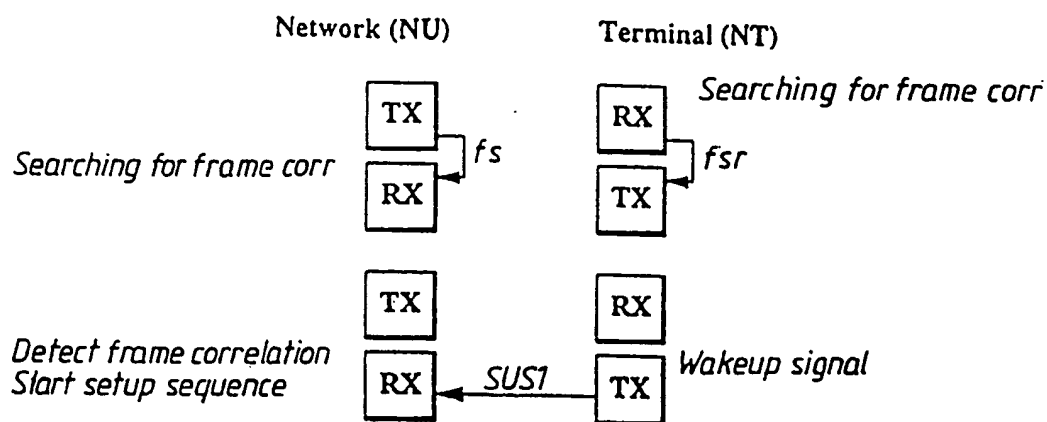 Network (NU)
Terminal (NT)
TX
RX
Searching for frame corr
Searching for frame corr
fs
fsr
RX
TX
TX
RX
Detect frame correlation
Start setup sequence
RX
SUS1
TX
Wakeup signal